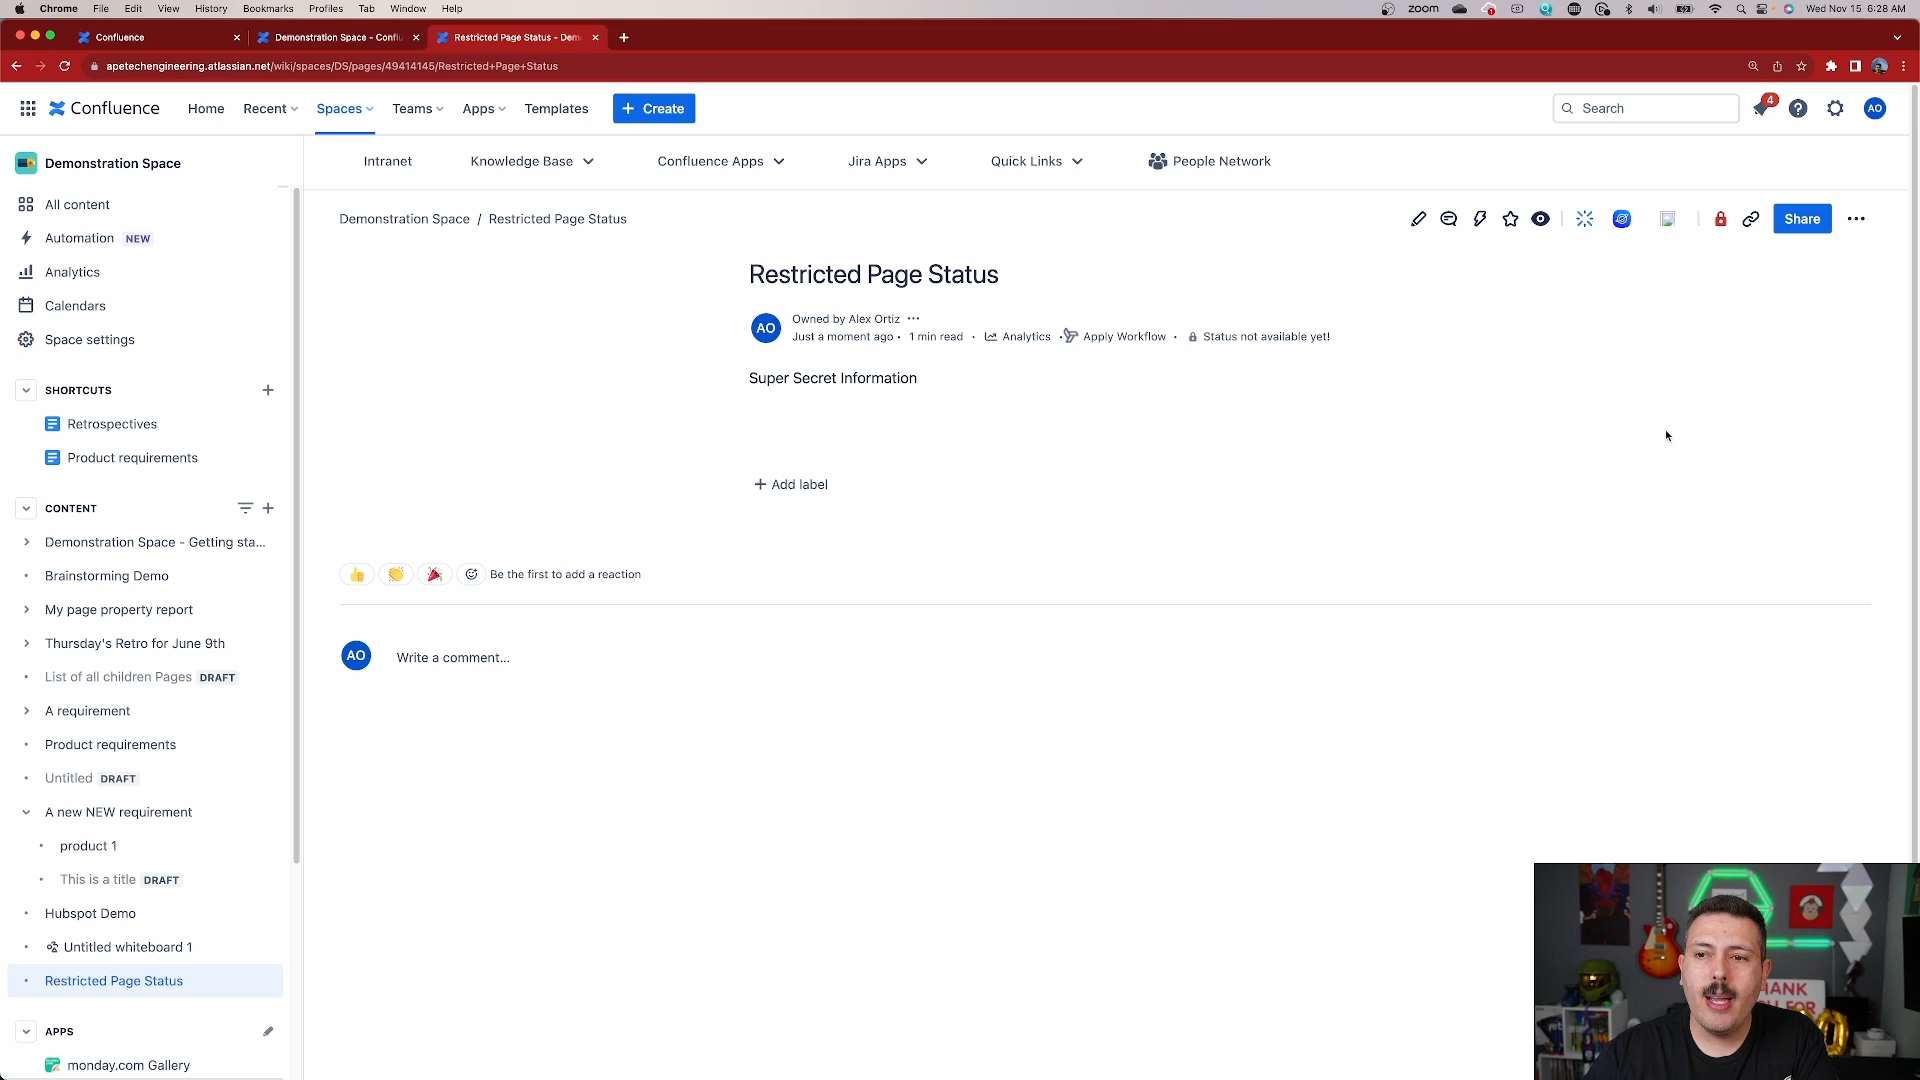 Chrome File Edit View History Bookmarks Profiles Tab Window Help
zoom Wed Nov 15 6:28 AM
Confluence
Demonstration Space - Conflu
Restricted Page Status - Dem
apetechengineering.atlassian.net/wiki/spaces/DS/pages/49414145/Restricted+Page+Status
Confluence Home Recent Spaces Teams Apps Templates + Create Search 4 AO
Demonstration Space
All content
Automation NEW
Analytics
Calendars
Space settings
SHORTCUTS
Retrospectives
Product requirements
CONTENT
Demonstration Space - Getting sta...
Brainstorming Demo
My page property report
Thursday's Retro for June 9th
List of all children Pages DRAFT
A requirement
Product requirements
Untitled DRAFT
A new NEW requirement
product 1
This is a title DRAFT
Hubspot Demo
Untitled whiteboard 1
Restricted Page Status
APPS
monday.com Gallery
Intranet Knowledge Base Confluence Apps Jira Apps Quick Links People Network
Demonstration Space / Restricted Page Status
Share
Restricted Page Status
AO
Owned by Alex Ortiz
Just a moment ago • 1 min read • Analytics • Apply Workflow • Status not available yet!
Super Secret Information
+ Add label
Be the first to add a reaction
AO Write a comment...